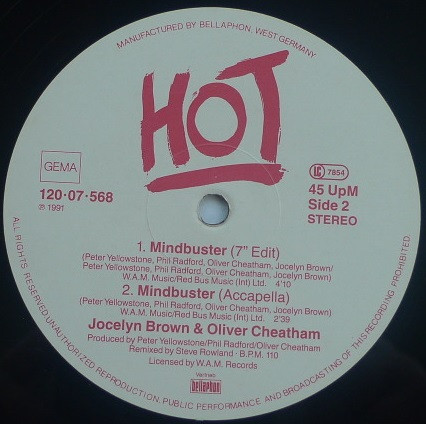 MANUFACTURED BY BELLAPHON, WEST GERMANY
HOT
GEMA
LC 7854
120·07·568
℗ 1991
45 UpM
Side 2
STEREO
1. Mindbuster (7" Edit)
(Peter Yellowstone, Phil Radford, Oliver Cheatham, Jocelyn Brown/
Peter Yellowstone, Phil Radford, Oliver Cheatham, Jocelyn Brown)
W.A.M. Music/Red Bus Music (Int) Ltd. 4'10
2. Mindbuster (Accapella)
(Peter Yellowstone, Phil Radford, Oliver Cheatham, Jocelyn Brown)
W.A.M. Music/Red Bus Music (Int) Ltd. 2'39
Jocelyn Brown & Oliver Cheatham
Produced by Peter Yellowstone/Phil Radford/Oliver Cheatham
Remixed by Steve Rowland · B.P.M. 110
Licensed by W.A.M. Records
Vertrieb
bellaphon
ALL RIGHTS RESERVED. UNAUTHORIZED REPRODUCTION, PUBLIC PERFORMANCE AND BROADCASTING OF THIS RECORDING PROHIBITED.